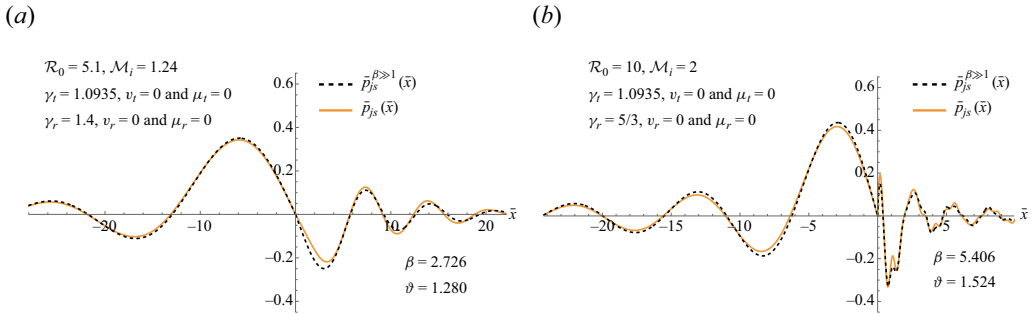 (a)
ℛ₀ = 5.1, ℳᵢ = 1.24
γₜ = 1.0935, vₜ = 0 and μₜ = 0
γᵣ = 1.4, vᵣ = 0 and μᵣ = 0
0.6
0.4
0.2
−0.2
−0.4
−20
−10
10
20
x̄
p̄_{js}^{β≫1}(x̄)
p̄_{js}(x̄)
β = 2.726
ϑ = 1.280
(b)
ℛ₀ = 10, ℳᵢ = 2
γₜ = 1.0935, vₜ = 0 and μₜ = 0
γᵣ = 5/3, vᵣ = 0 and μᵣ = 0
0.6
0.4
0.2
−0.2
−0.4
−20
−15
−10
−5
5
x̄
p̄_{js}^{β≫1}(x̄)
p̄_{js}(x̄)
β = 5.406
ϑ = 1.524